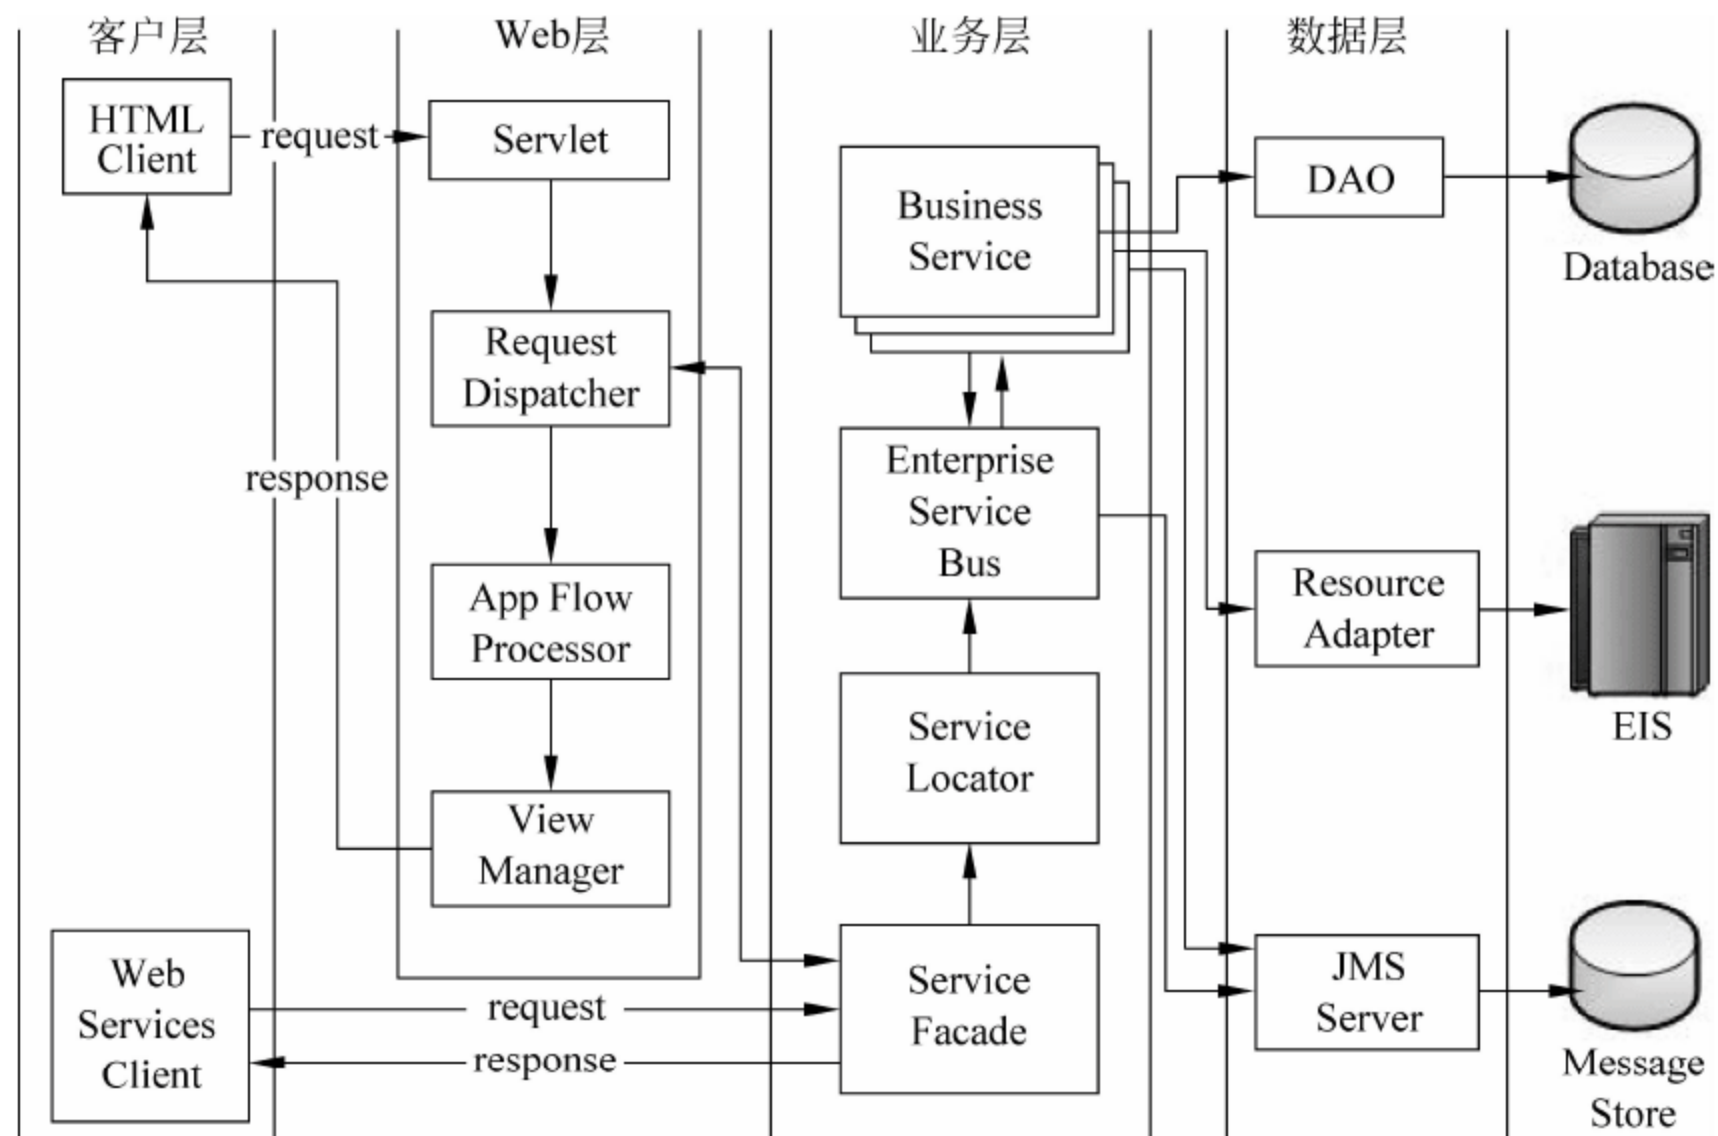 客户层
Web层
业务层
数据层
HTML
Client
request
Servlet
Business
Service
DAO
Database
Request
Dispatcher
response
Enterprise
Service
Bus
App Flow
Processor
Resource
Adapter
EIS
Service
Locator
View
Manager
Web
Services
Client
request
response
Service
Facade
JMS
Server
Message
Store